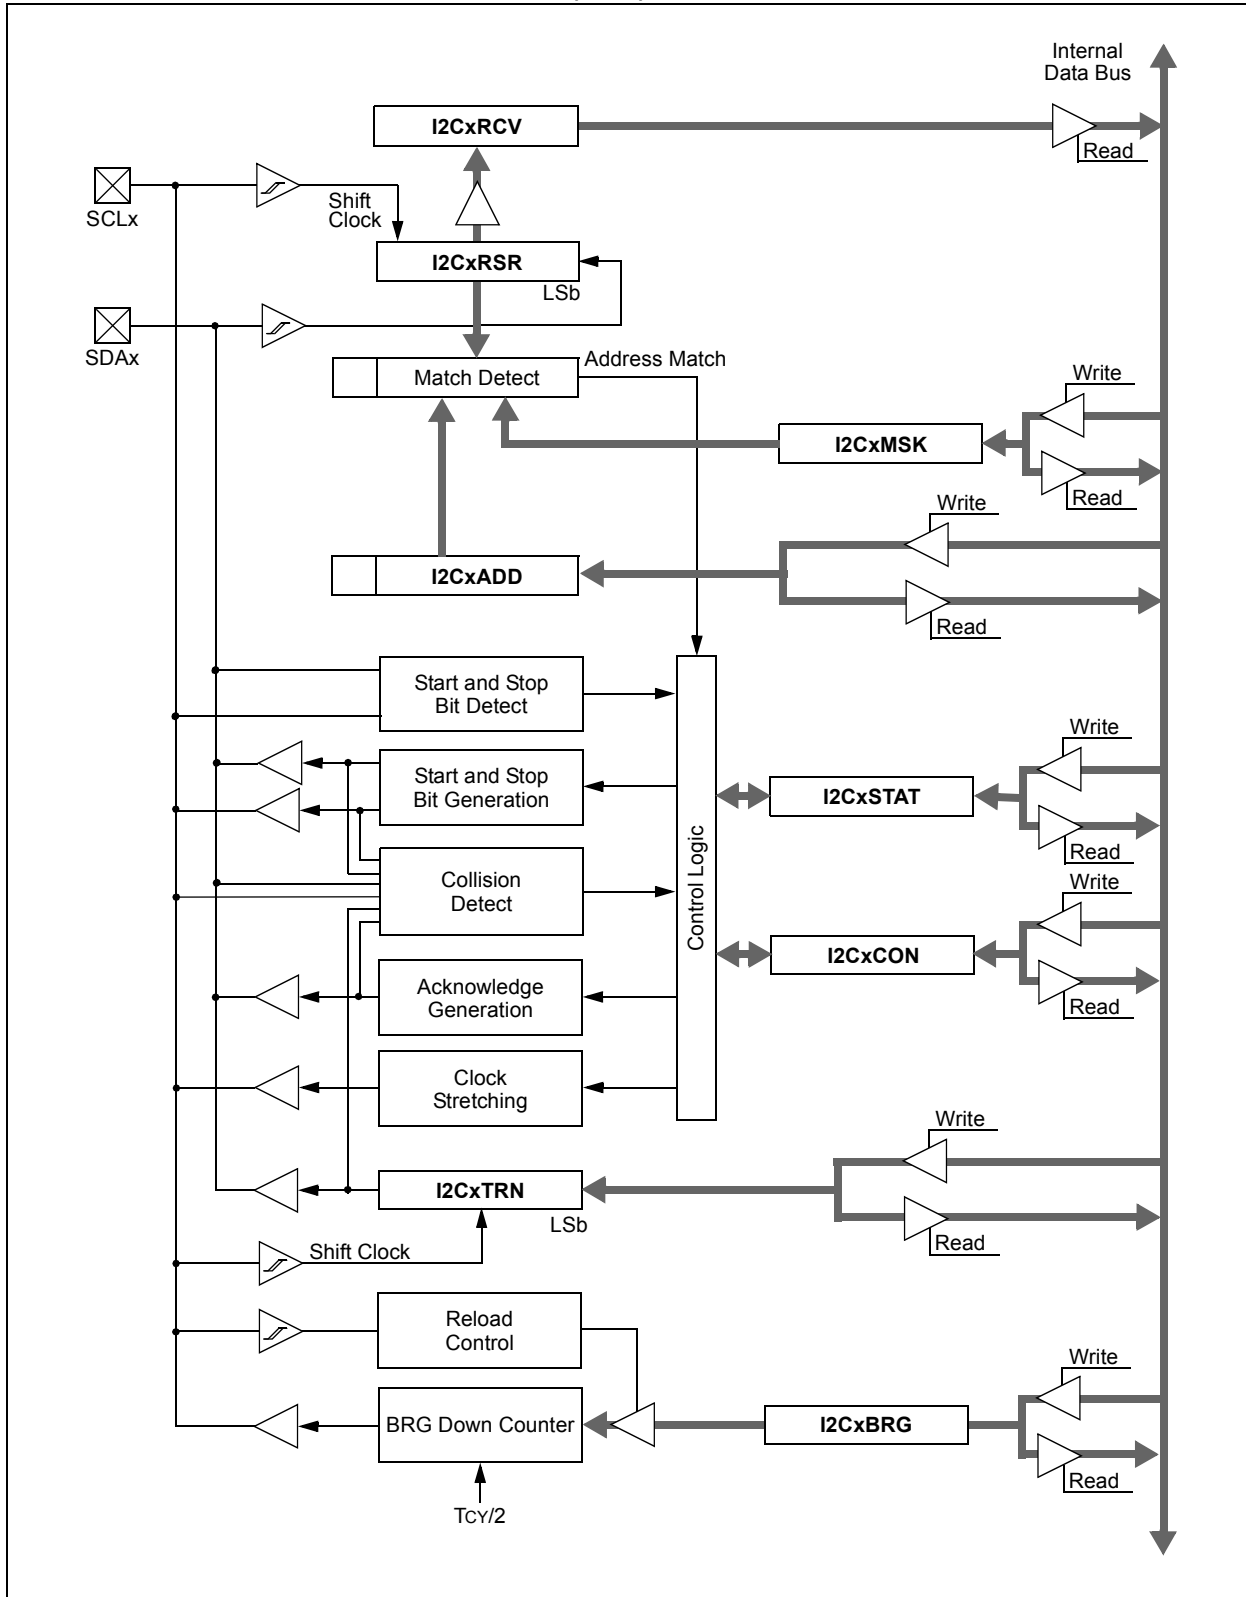 Internal
Data Bus
I2CxRCV
Read
SCLx
Shift
Clock
I2CxRSR
LSb
SDAx
Address Match
Match Detect
Write
I2CxMSK
Read
Write
I2CxADD
Read
Start and Stop
Bit Detect
Write
Start and Stop
Bit Generation
I2CxSTAT
Read
Control Logic
Collision
Detect
Write
I2CxCON
Read
Acknowledge
Generation
Clock
Stretching
Write
I2CxTRN
LSb
Read
Shift Clock
Reload
Control
Write
BRG Down Counter
I2CxBRG
Read
TCY/2